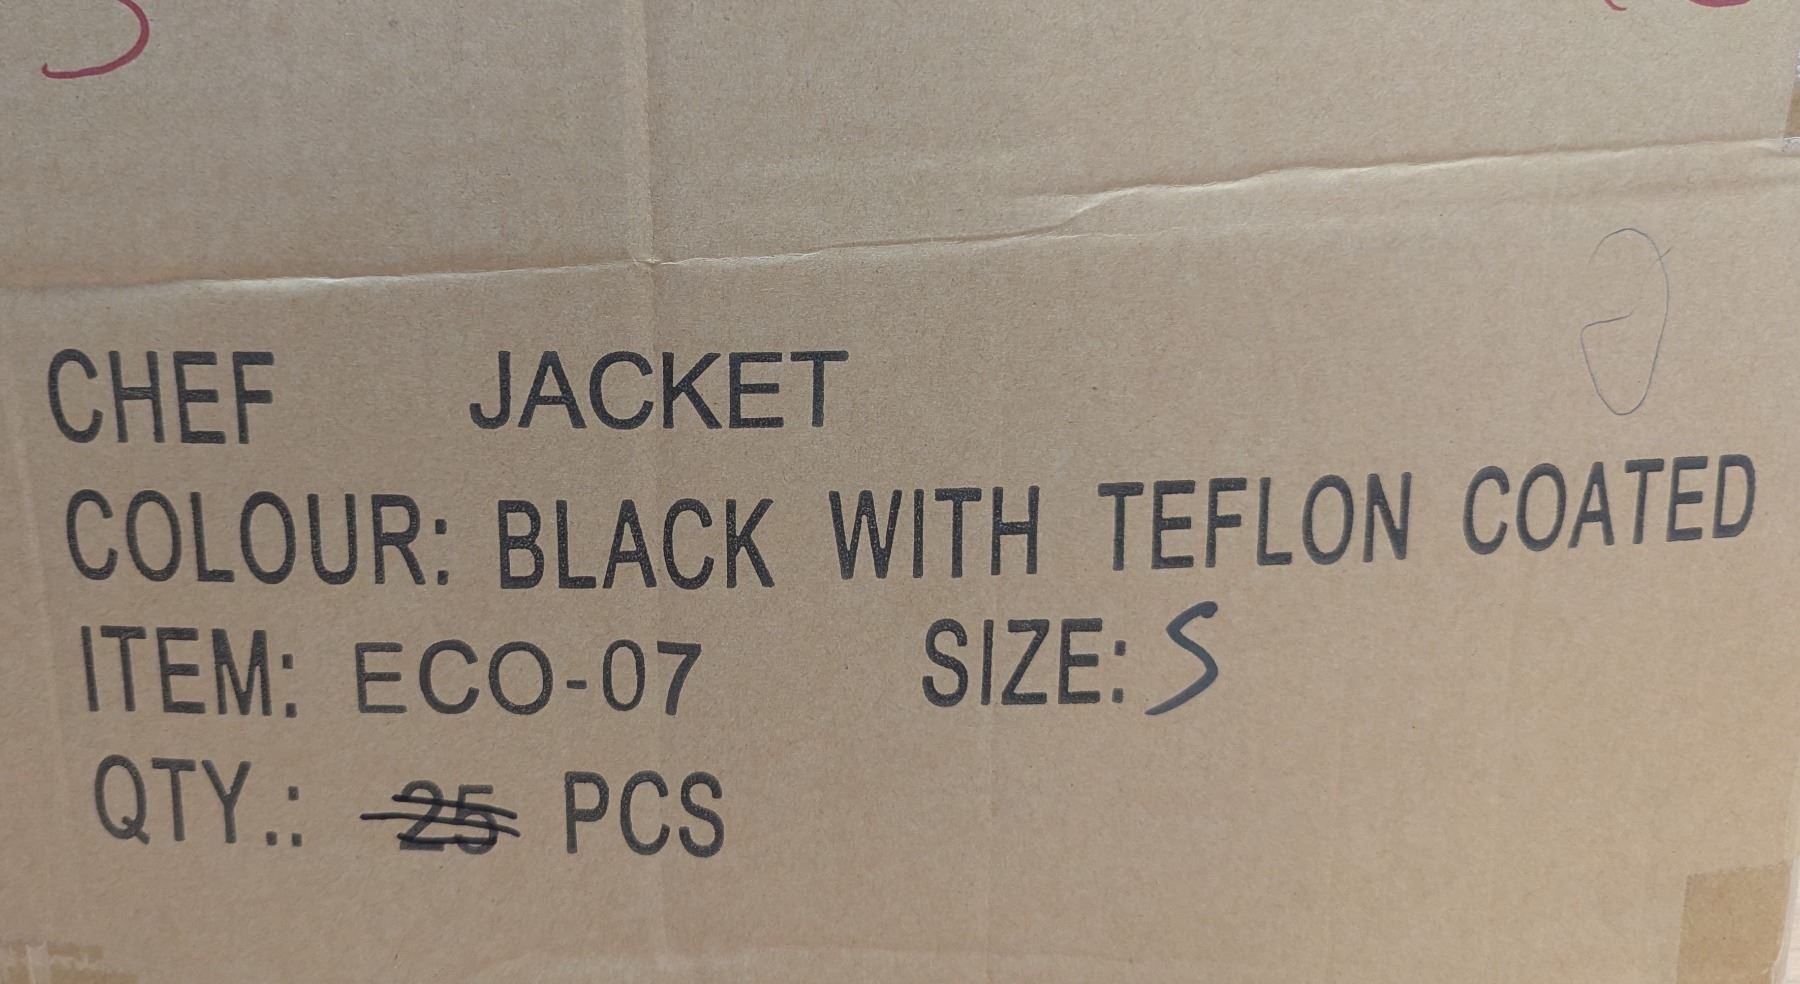 CHEF JACKET
COLOUR: BLACK WITH TEFLON COATED
ITEM: ECO-07 SIZE: S
QTY.: 25 PCS